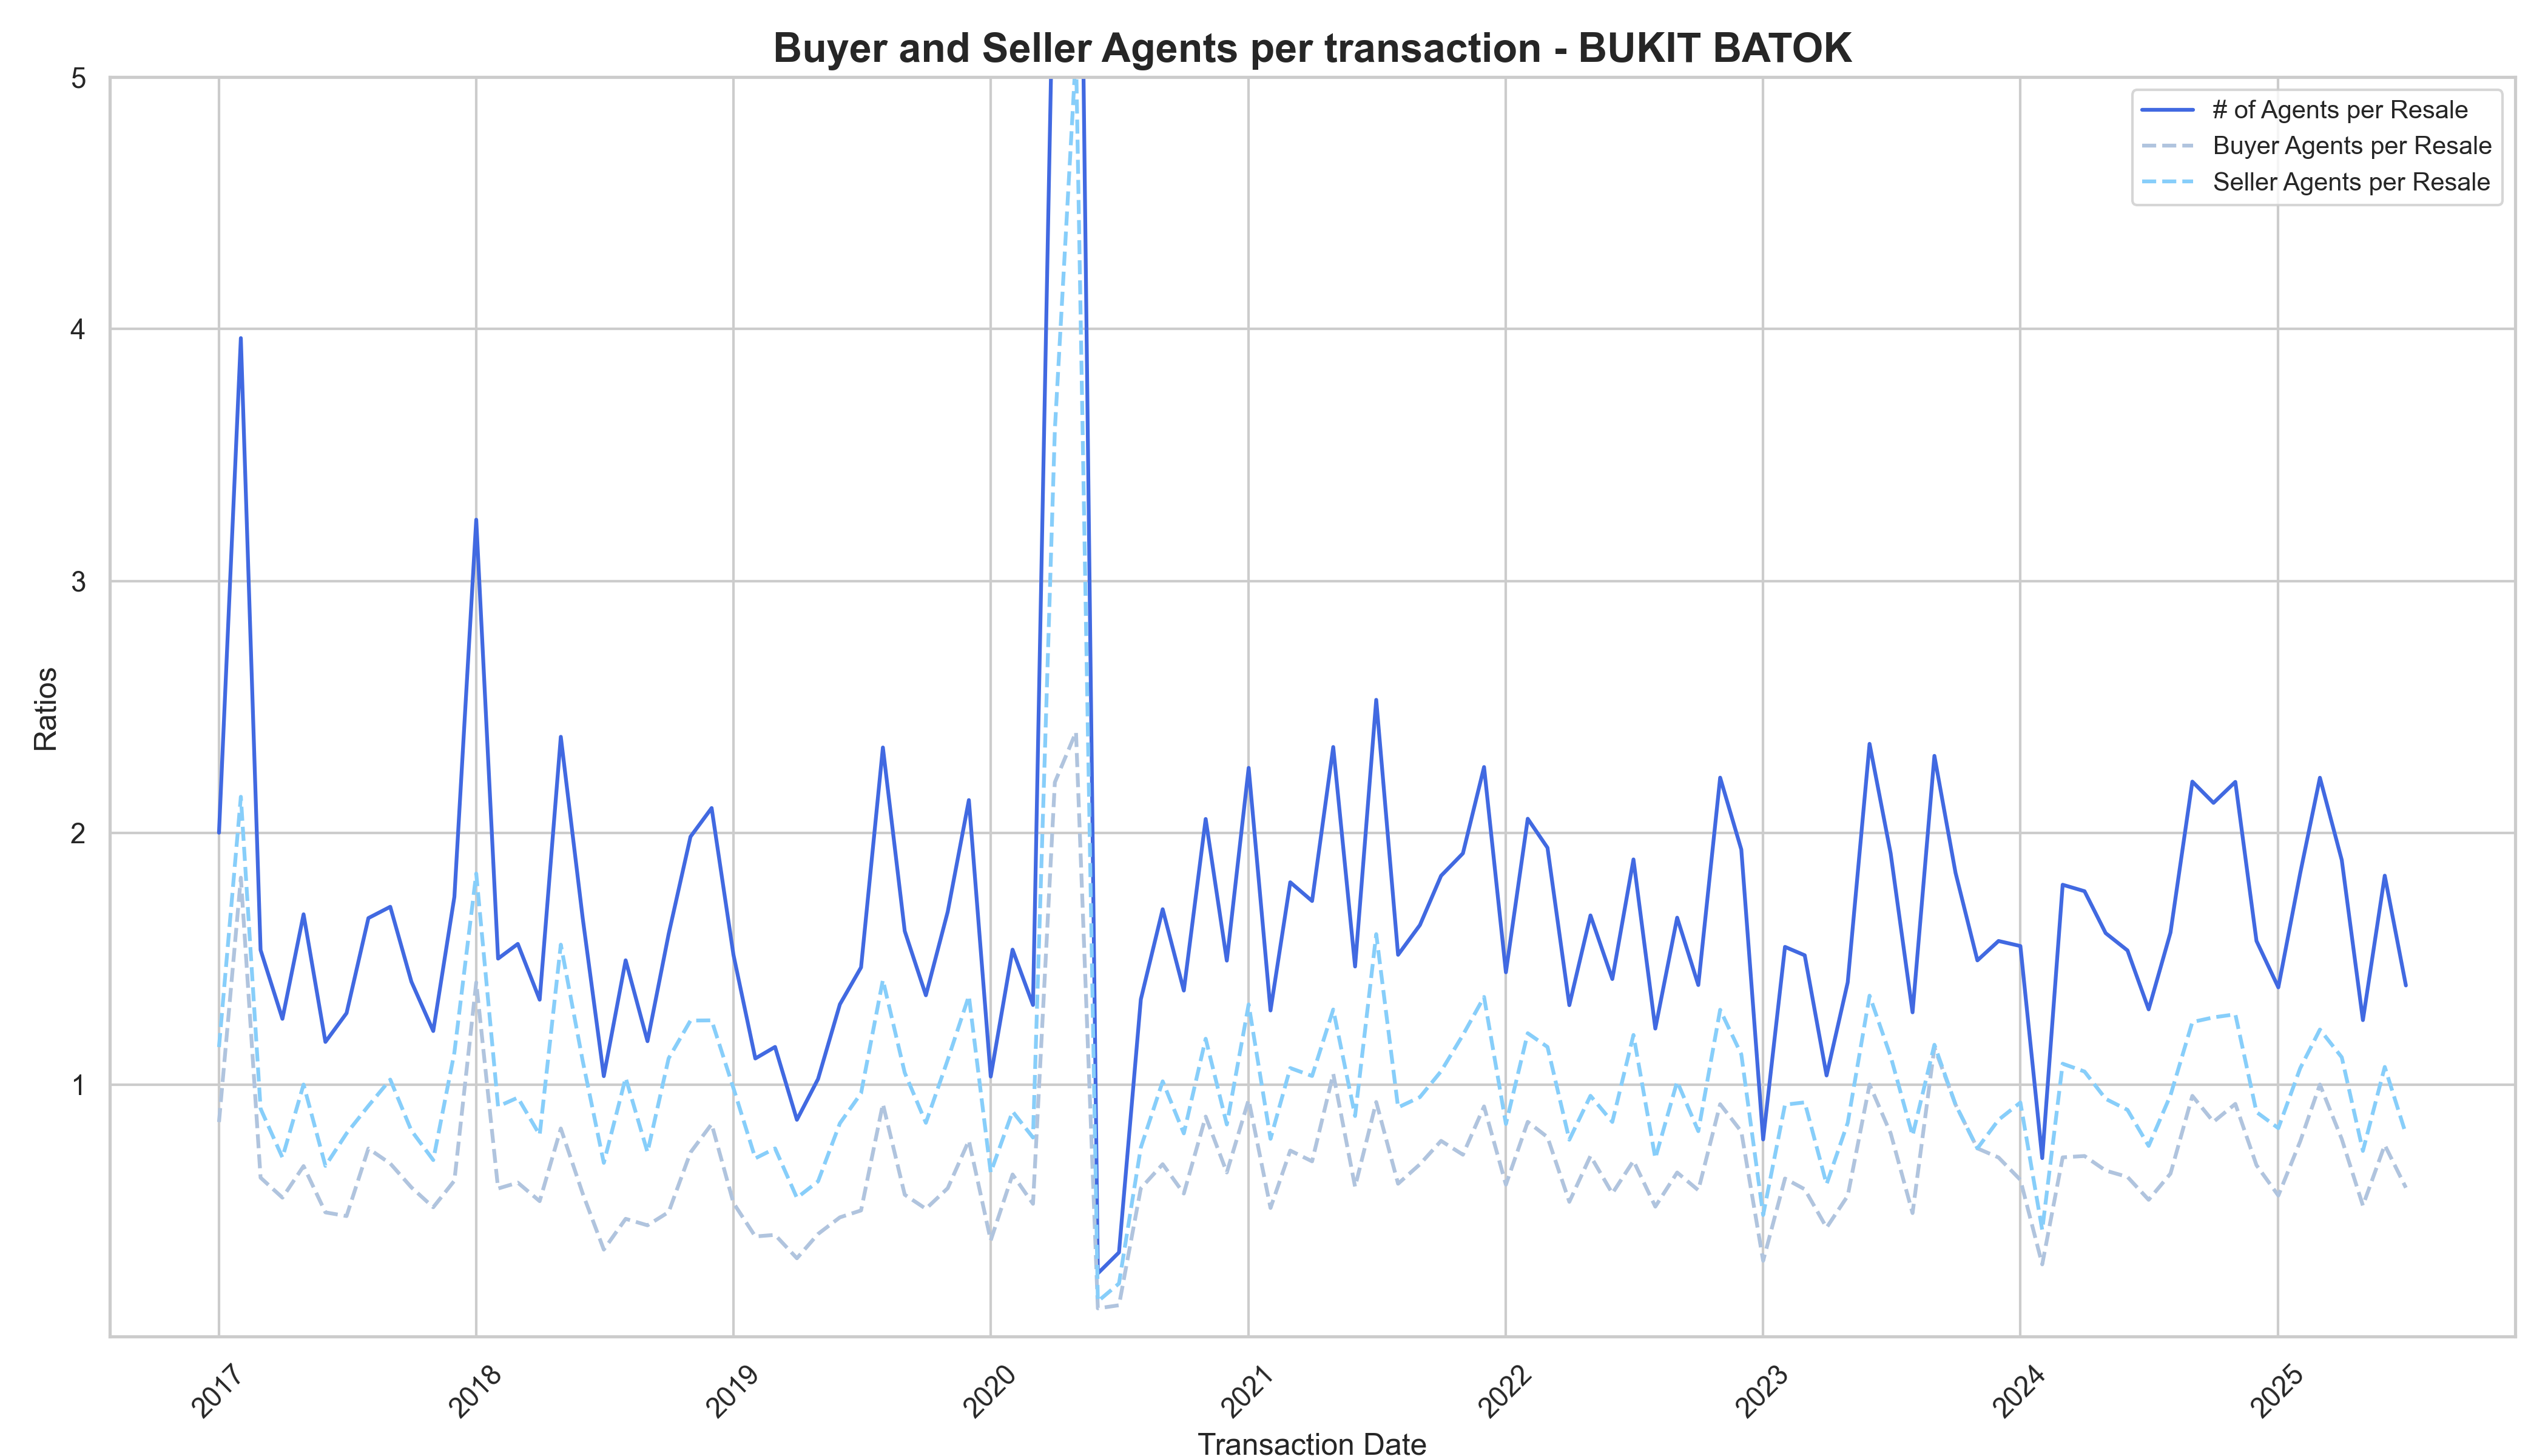 Buyer and Seller Agents per transaction - BUKIT BATOK
5
4
3
2
1
Ratios
# of Agents per Resale
Buyer Agents per Resale
Seller Agents per Resale
2017
2018
2019
2020
2021
2022
2023
2024
2025
Transaction Date